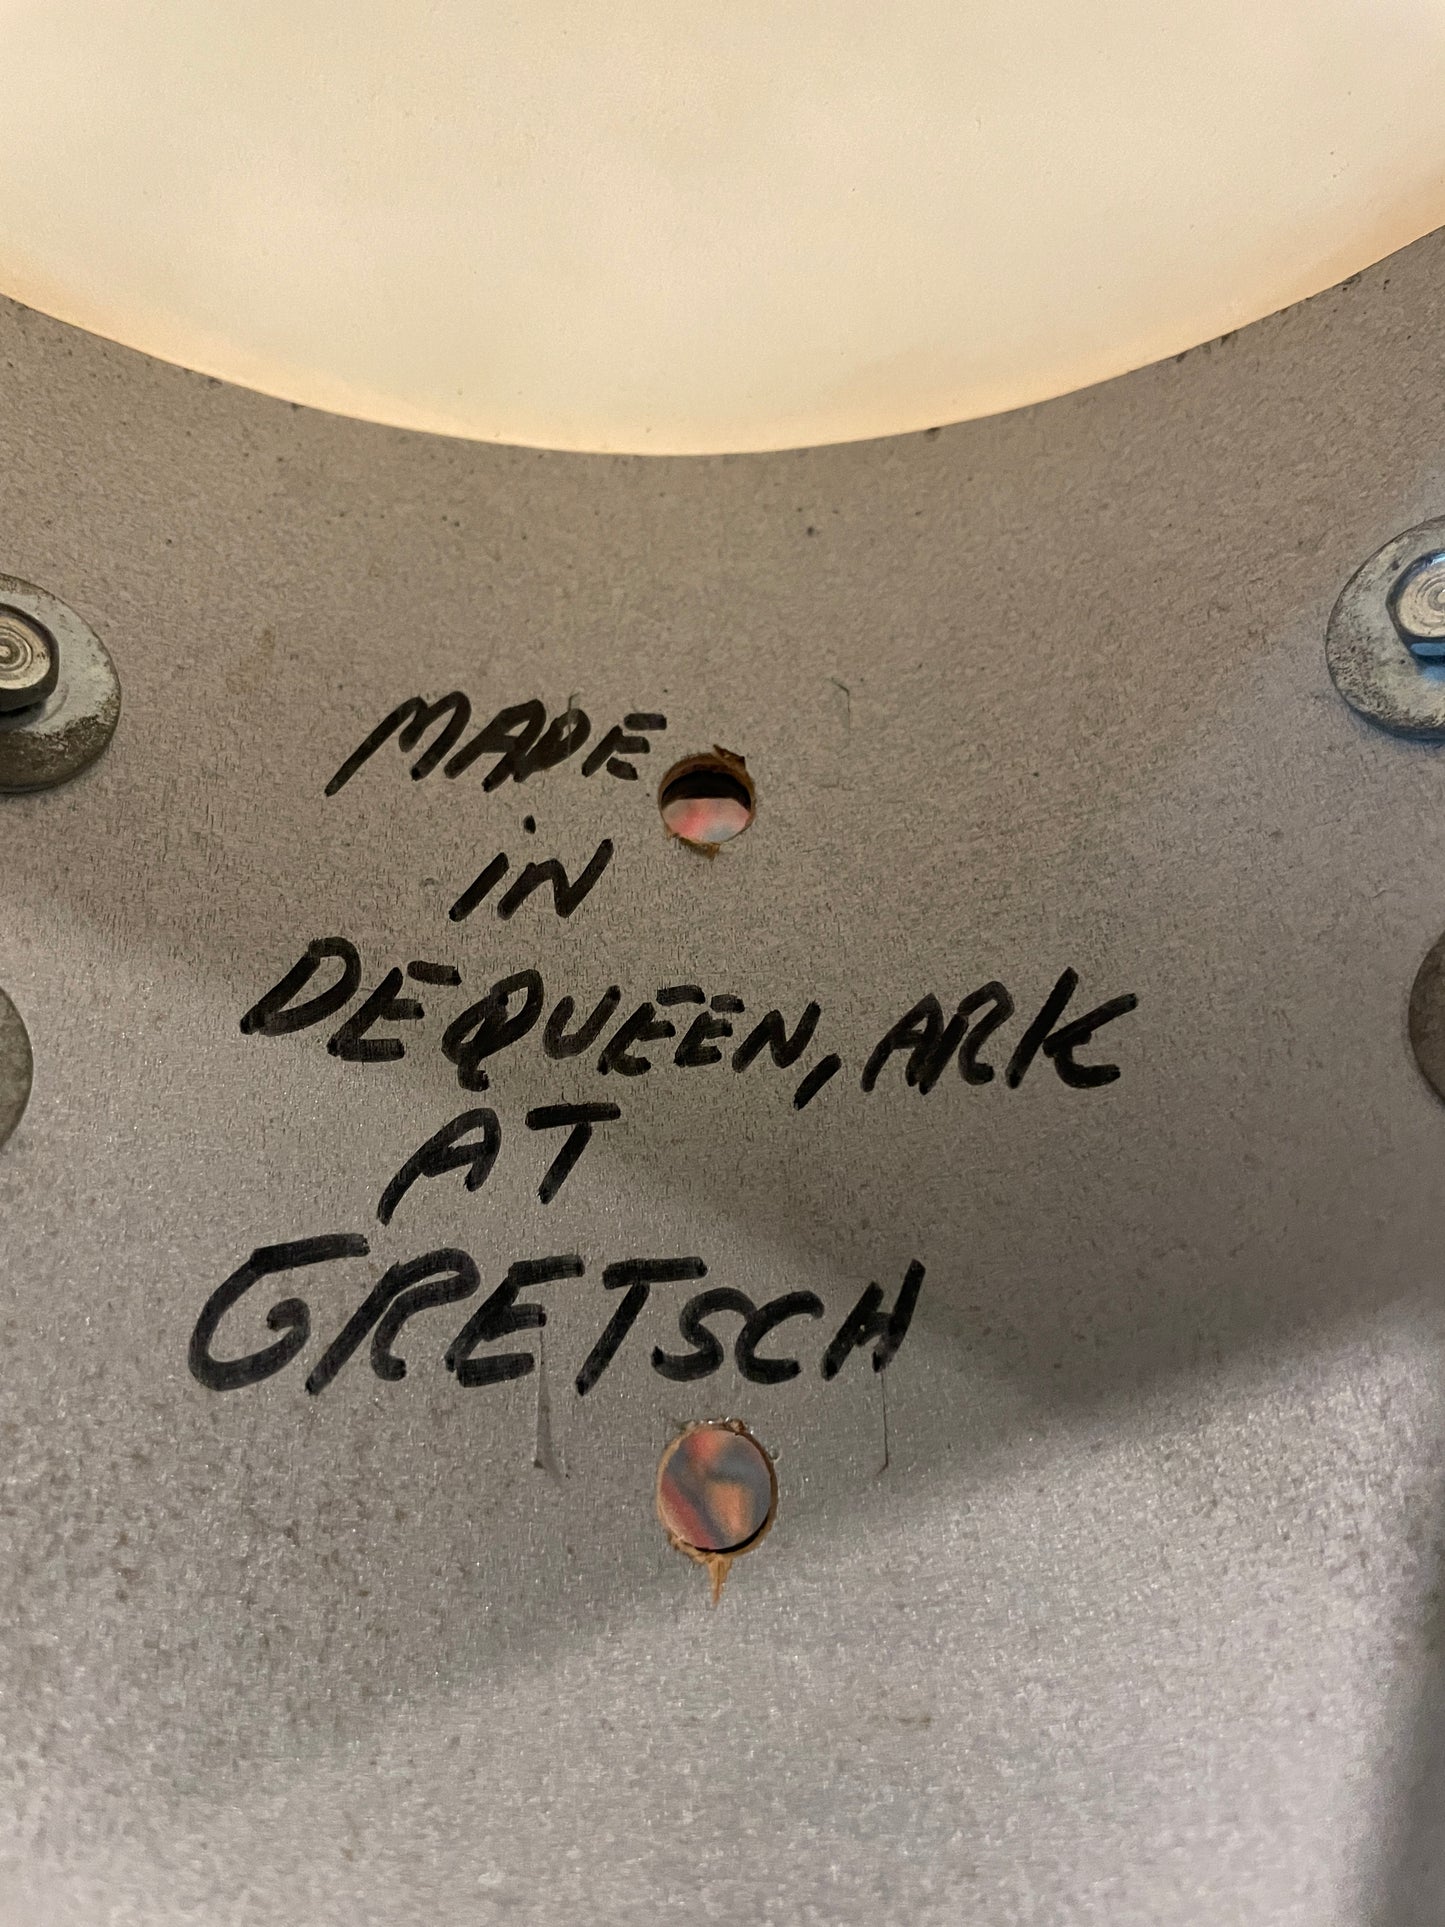 MADE
iN
DEQUEEN, ARK
AT
GRETSCH